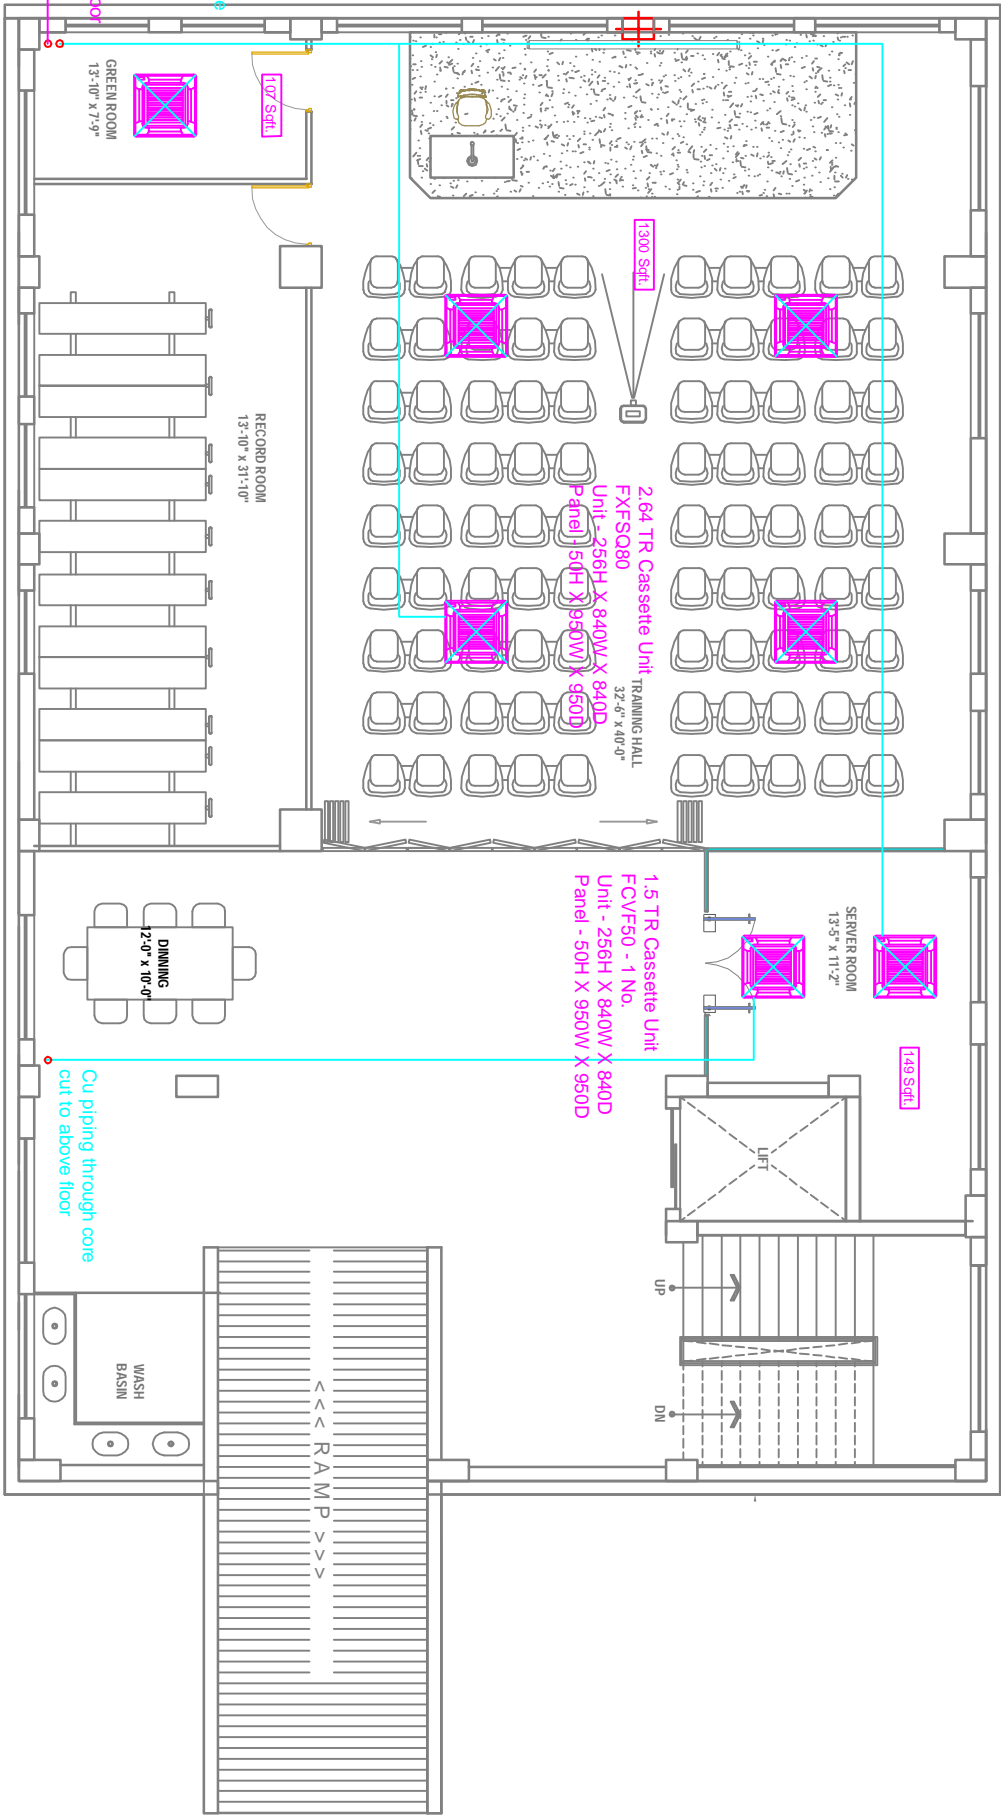 e
oor
GREEN ROOM
13'-10" x 7'-9"
107 Sqft.
1300 Sqft.
RECORD ROOM
13'-10" x 31'-10"
2.64 TR Cassette Unit
FXFSQ80
Unit - 256H X 840W X 840D
Panel - 50H X 950W X 950D
TRAINING HALL
32'-6" x 40'-0"
1.5 TR Cassette Unit
FCVF50 - 1 No.
Unit - 256H X 840W X 840D
Panel - 50H X 950W X 950D
SERVER ROOM
13'-5" x 11'-2"
149 Sqft.
DINNING
12'-0" x 10'-0"
Cu piping through core
cut to above floor
LIFT
UP
DN
WASH
BASIN
< < < RAMP > > >